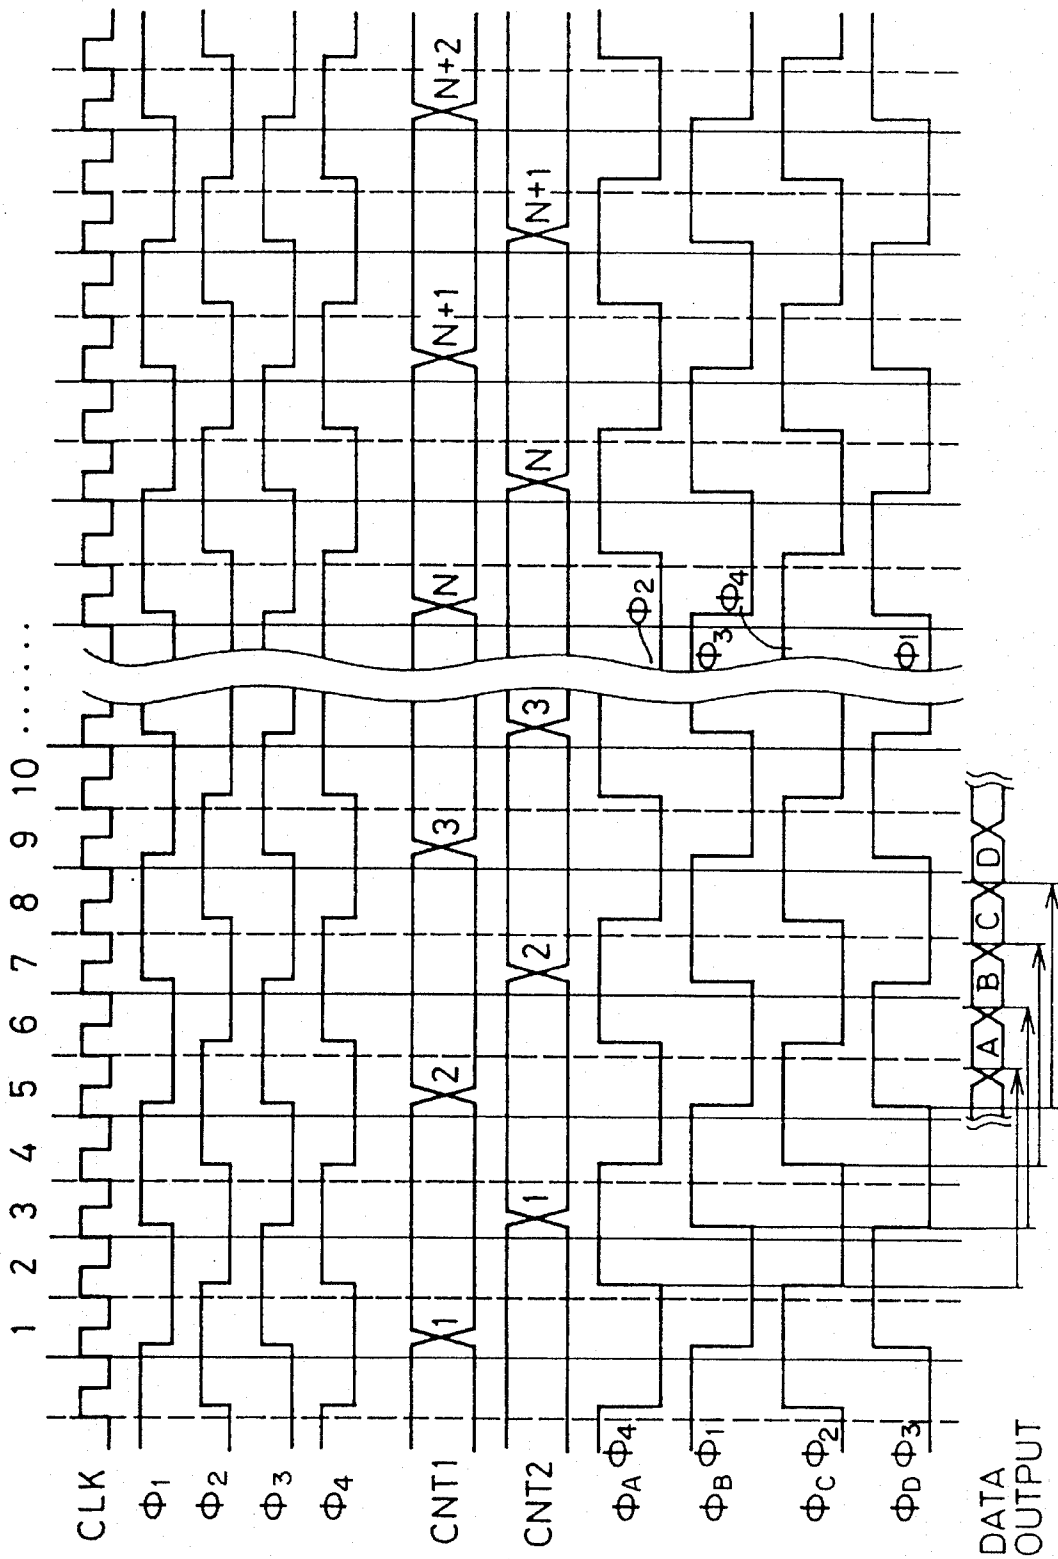 1 2 3 4 5 6 7 8 9 10 ......
CLK
Φ1
Φ2
Φ3
Φ4
CNT1 1 2 3 N N+1 N+2
CNT2 1 2 3 N N+1
ΦA Φ4 Φ2
ΦB Φ1 Φ3
ΦC Φ2 Φ4
ΦD Φ3 Φ1
DATA A B C D
OUTPUT